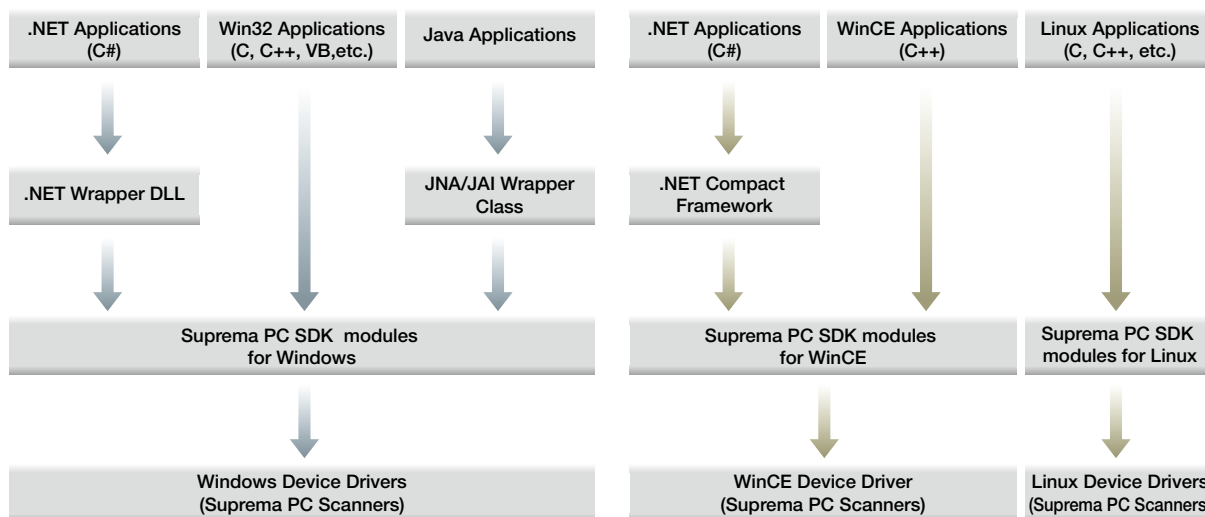 .NET Applications
(C#)
Win32 Applications
(C, C++, VB,etc.)
Java Applications
.NET Applications
(C#)
WinCE Applications
(C++)
Linux Applications
(C, C++, etc.)
.NET Wrapper DLL
JNA/JAI Wrapper
Class
.NET Compact
Framework
Suprema PC SDK modules
for Windows
Suprema PC SDK modules
for WinCE
Suprema PC SDK
modules for Linux
Windows Device Drivers
(Suprema PC Scanners)
WinCE Device Driver
(Suprema PC Scanners)
Linux Device Drivers
(Suprema PC Scanners)